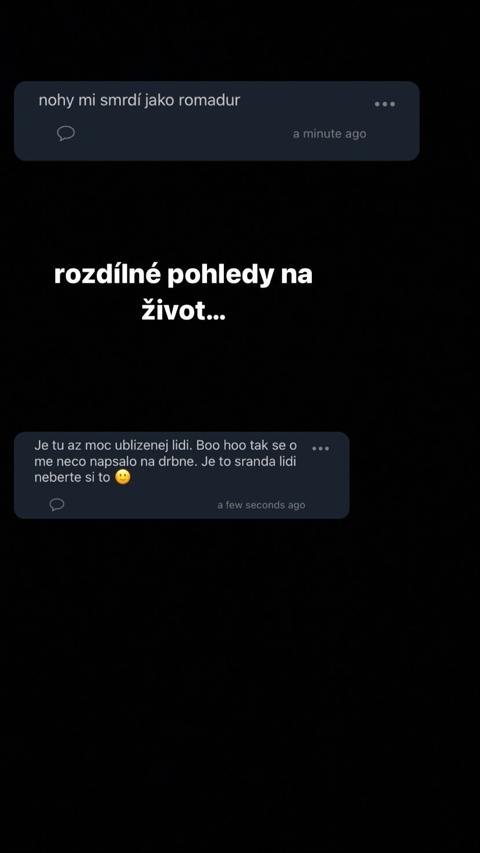 nohy mi smrdí jako romadur
a minute ago
rozdílné pohledy na
život...
Je tu az moc ublizenej lidi. Boo hoo tak se o
me neco napsalo na drbne. Je to sranda lidi
neberte si to 🙂
a few seconds ago